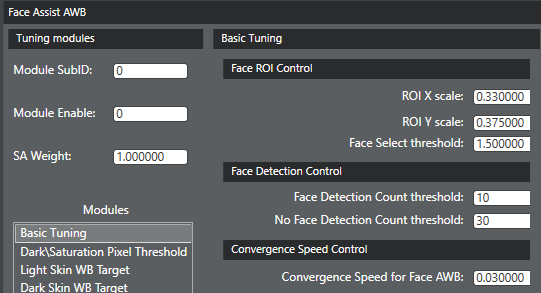 Face Assist AWB
Tuning modules
Module SubID: 0
Module Enable: 0
SA Weight: 1.000000
Modules
Basic Tuning
Dark\Saturation Pixel Threshold
Light Skin WB Target
Dark Skin WB Target
Basic Tuning
Face ROI Control
ROI X scale: 0.330000
ROI Y scale: 0.375000
Face Select threshold: 1.500000
Face Detection Control
Face Detection Count threshold: 10
No Face Detection Count threshold: 30
Convergence Speed Control
Convergence Speed for Face AWB: 0.030000